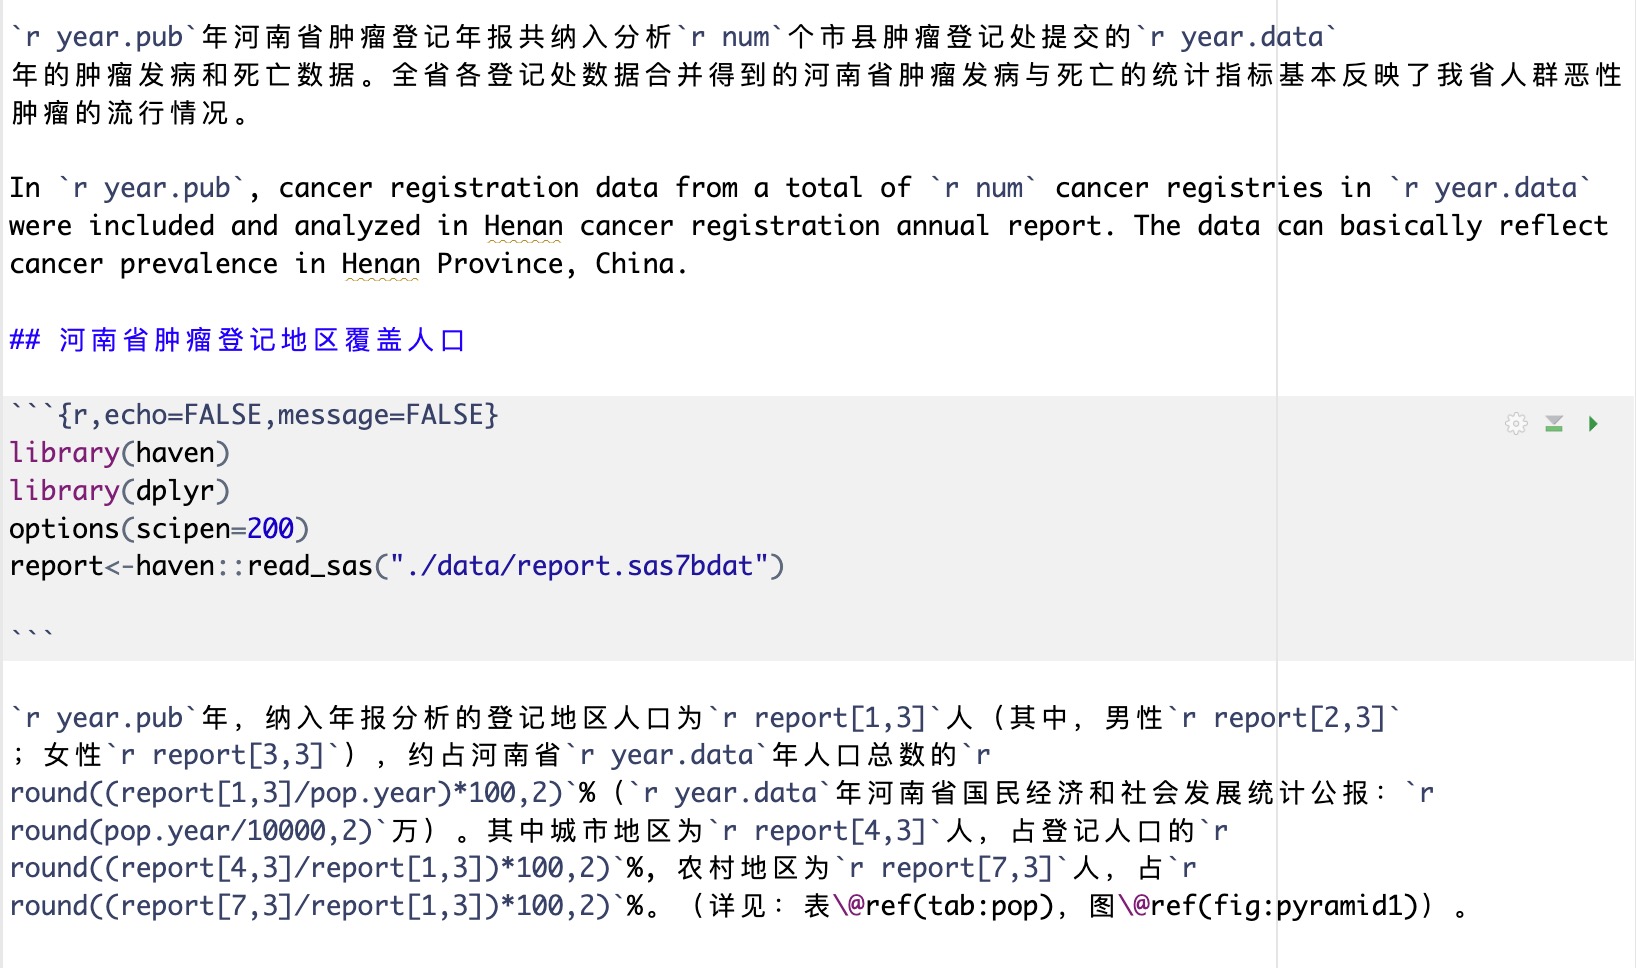 `r year.pub`年河南省肿瘤登记年报共纳入分析`r num`个市县肿瘤登记处提交的`r year.data`
年的肿瘤发病和死亡数据。全省各登记处数据合并得到的河南省肿瘤发病与死亡的统计指标基本反映了我省人群恶性
肿瘤的流行情况。
In `r year.pub`, cancer registration data from a total of `r num` cancer registries in `r year.data`
were included and analyzed in Henan cancer registration annual report. The data can basically reflect
cancer prevalence in Henan Province, China.
## 河南省肿瘤登记地区覆盖人口
```{r,echo=FALSE,message=FALSE}
library(haven)
library(dplyr)
options(scipen=200)
report<-haven::read_sas("./data/report.sas7bdat")
```
`r year.pub`年，纳入年报分析的登记地区人口为`r report[1,3]`人（其中，男性`r report[2,3]`
；女性`r report[3,3]`），约占河南省`r year.data`年人口总数的`r
round((report[1,3]/pop.year)*100,2)`%（`r year.data`年河南省国民经济和社会发展统计公报：`r
round(pop.year/10000,2)`万）。其中城市地区为`r report[4,3]`人，占登记人口的`r
round((report[4,3]/report[1,3])*100,2)`%，农村地区为`r report[7,3]`人，占`r
round((report[7,3]/report[1,3])*100,2)`%。（详见：表\@ref(tab:pop)，图\@ref(fig:pyramid1)）。